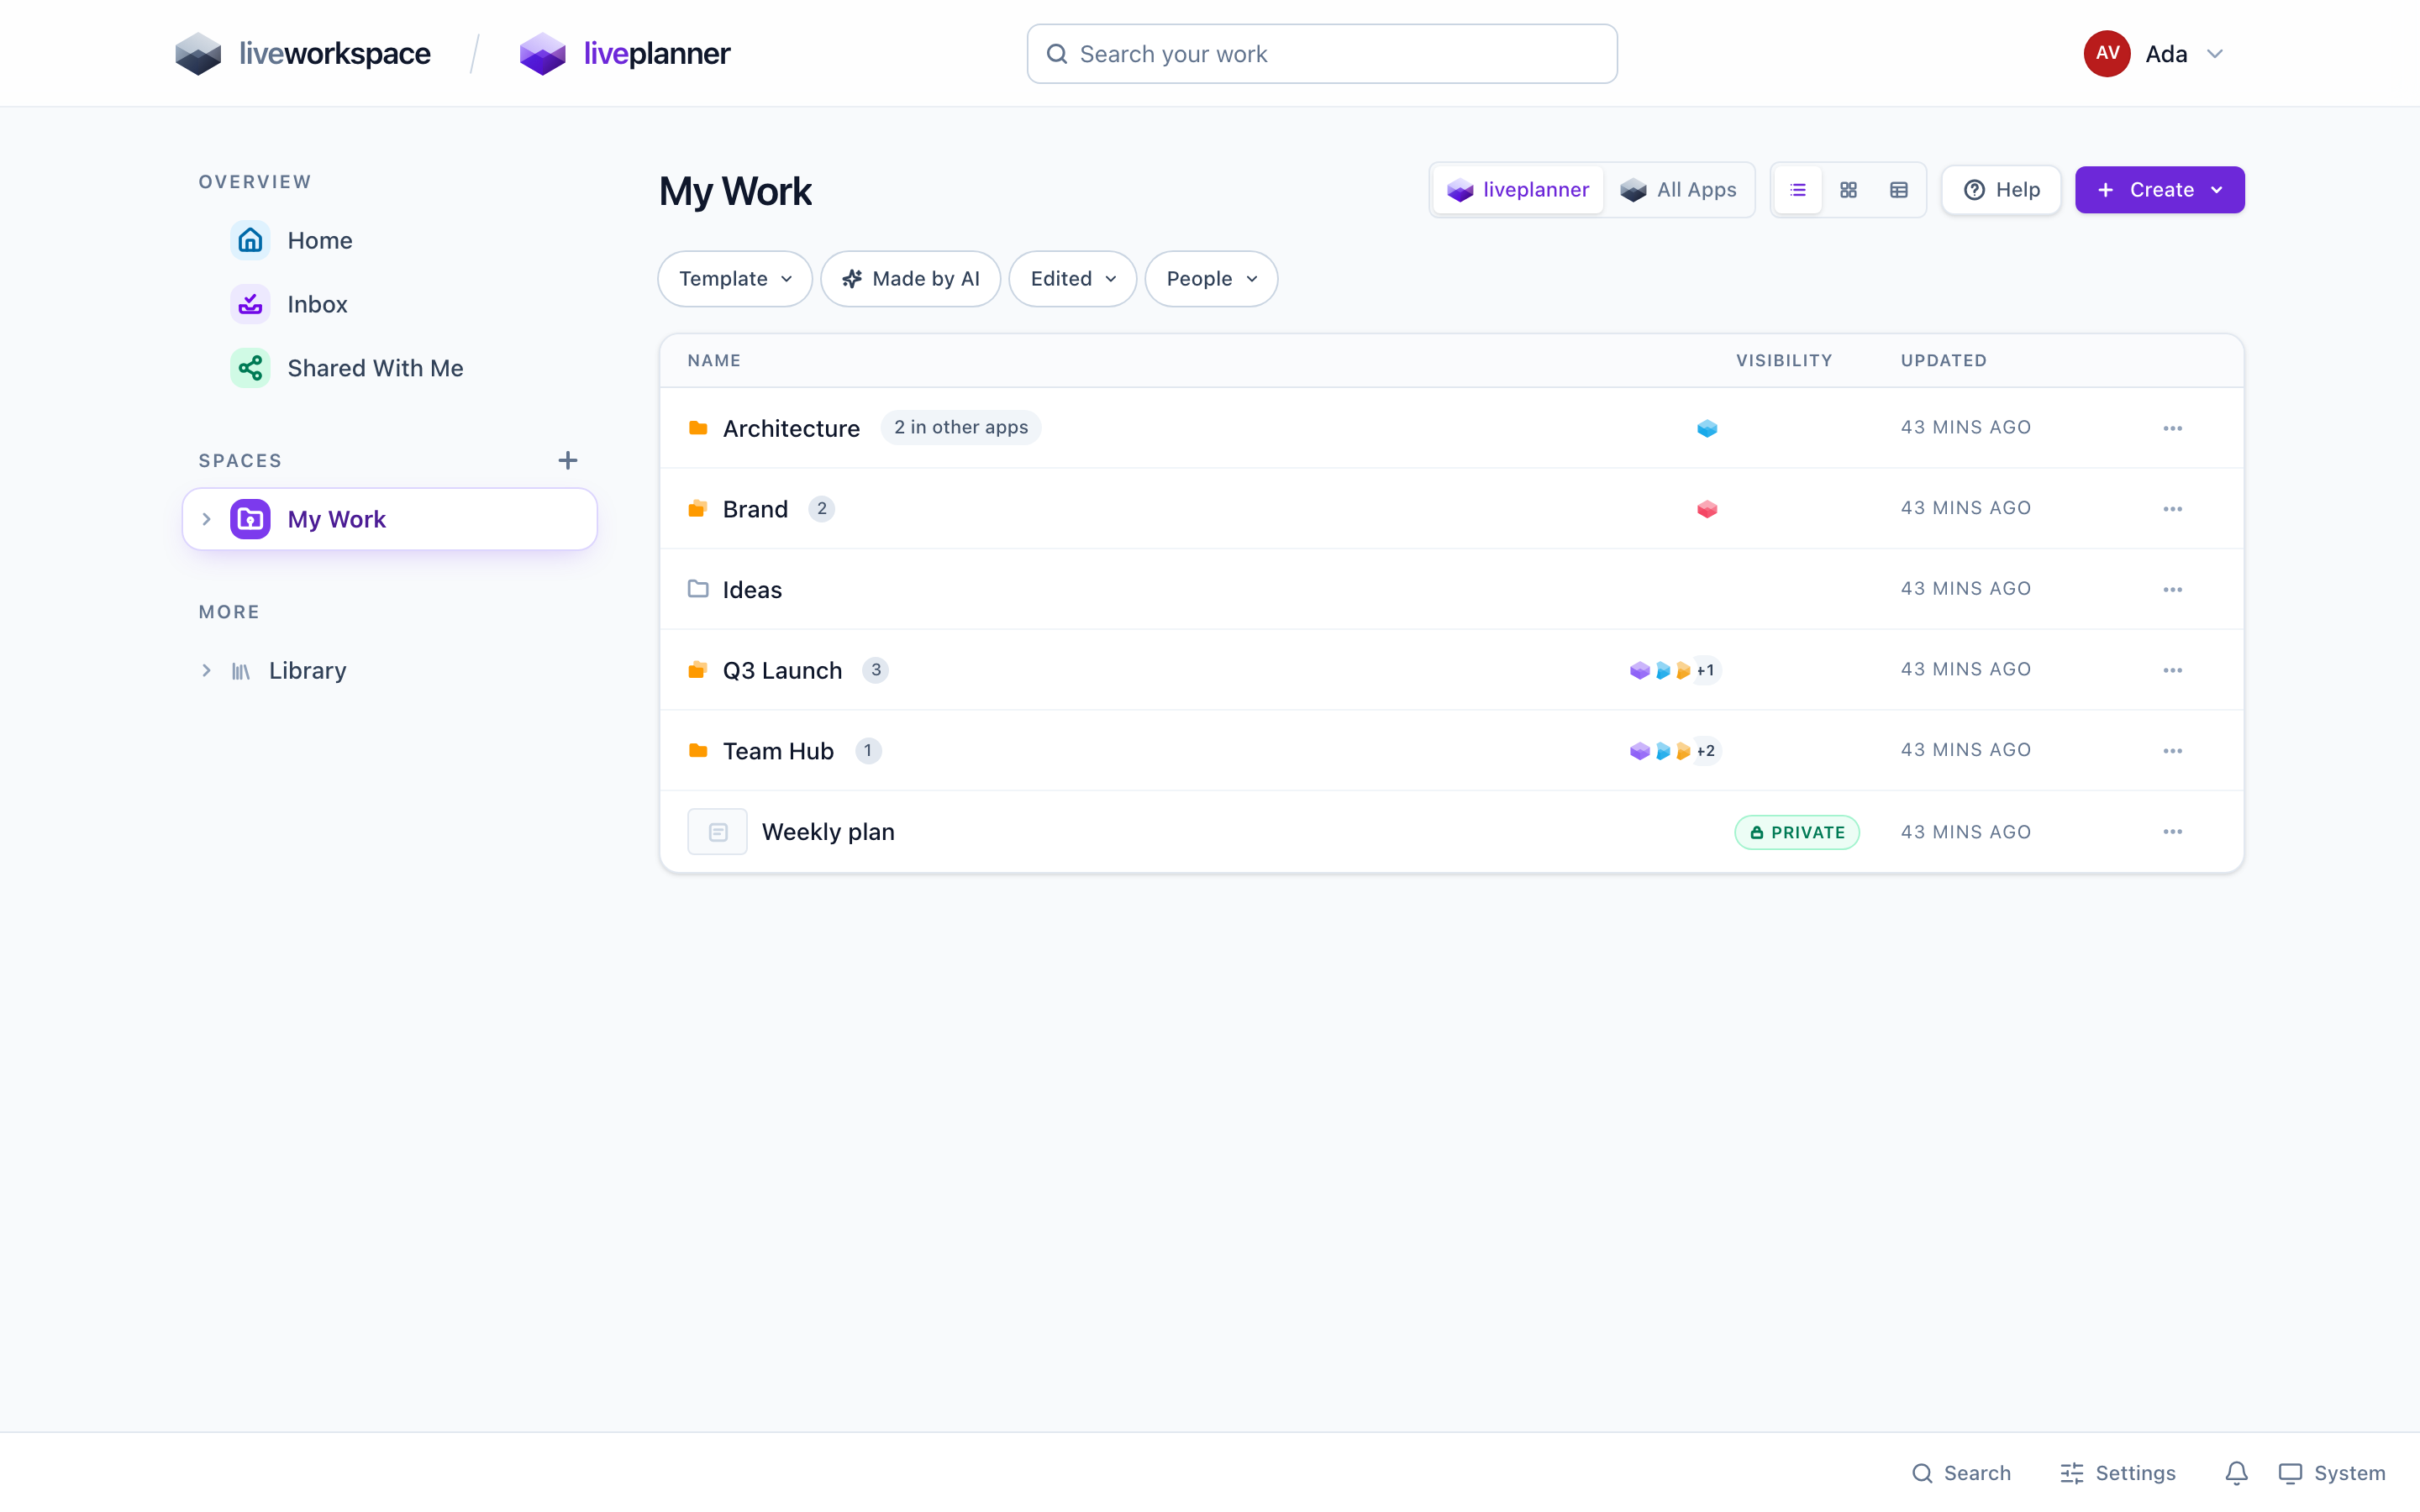 liveworkspace / liveplanner
Search your work
AV Ada
OVERVIEW
Home
Inbox
Shared With Me
SPACES
My Work
MORE
Library
My Work
liveplanner All Apps
Help
Create
Template Made by AI Edited People
NAME VISIBILITY UPDATED
Architecture 2 in other apps 43 MINS AGO
Brand 2 43 MINS AGO
Ideas 43 MINS AGO
Q3 Launch 3 +1 43 MINS AGO
Team Hub 1 +2 43 MINS AGO
Weekly plan PRIVATE 43 MINS AGO
Search Settings System